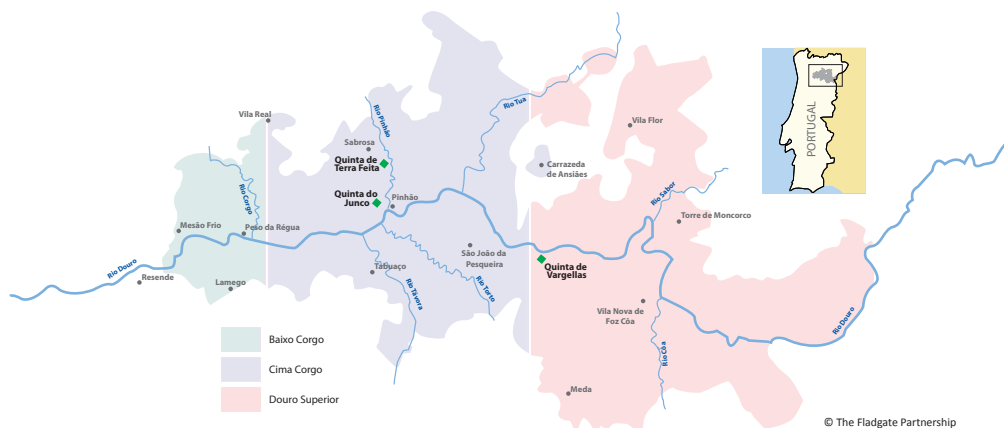 Vila Real
Rio Pinhão
Rio Tua
Vila Flor
PORTUGAL
Sabrosa
Quinta de
Terra Feita
Carrazeda
de Ansiães
Rio Corgo
Quinta do
Junco
Pinhão
Rio Sabor
Mesão Frio
Peso da Régua
Torre de Moncorco
São João da
Pesqueira
Quinta de
Vargellas
Rio Douro
Resende
Tabuaço
Lamego
Rio Távora
Rio Torto
Vila Nova de
Foz Côa
Rio Douro
Rio Côa
Baixo Corgo
Cima Corgo
Douro Superior
Meda
© The Fladgate Partnership